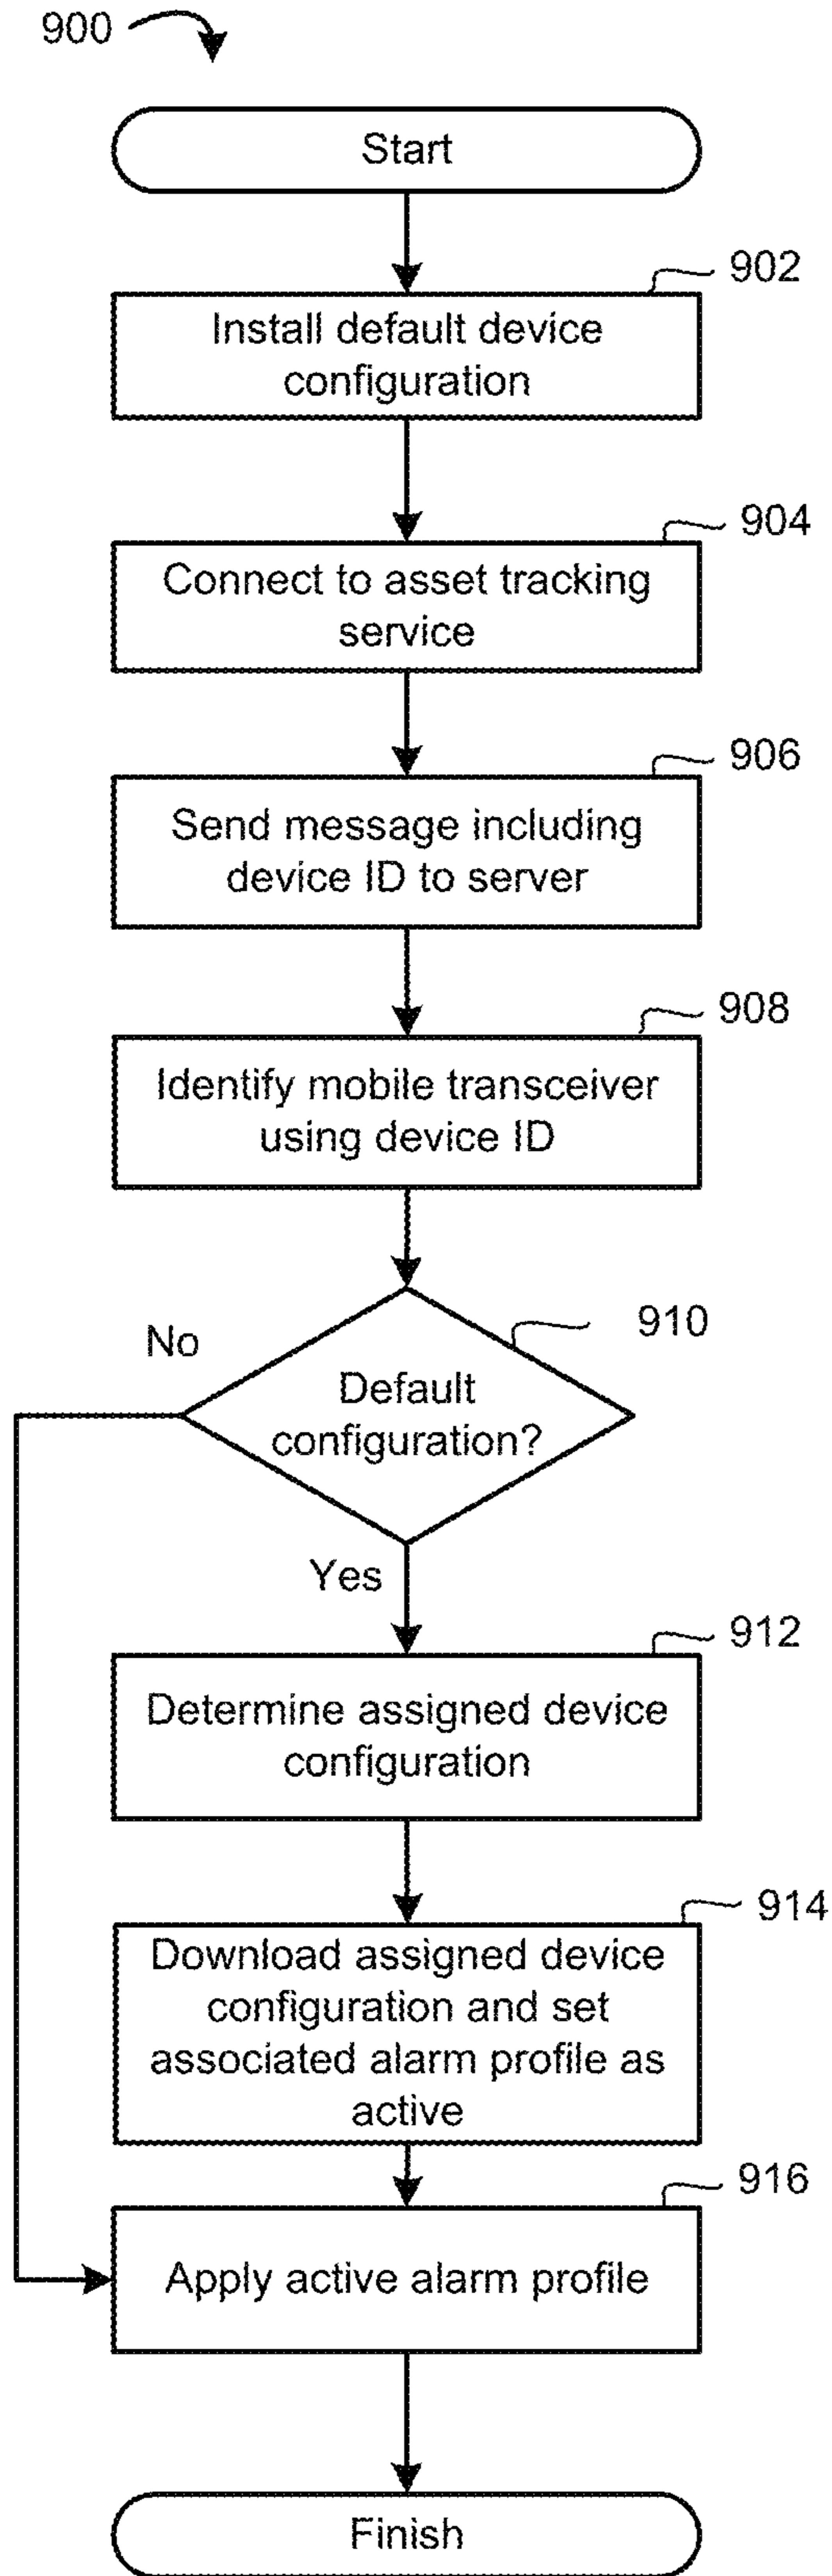 900
Start
902
Install default device
configuration
904
Connect to asset tracking
service
906
Send message including
device ID to server
908
Identify mobile transceiver
using device ID
910
No
Default
configuration?
Yes
912
Determine assigned device
configuration
914
Download assigned device
configuration and set
associated alarm profile as
active
916
Apply active alarm profile
Finish